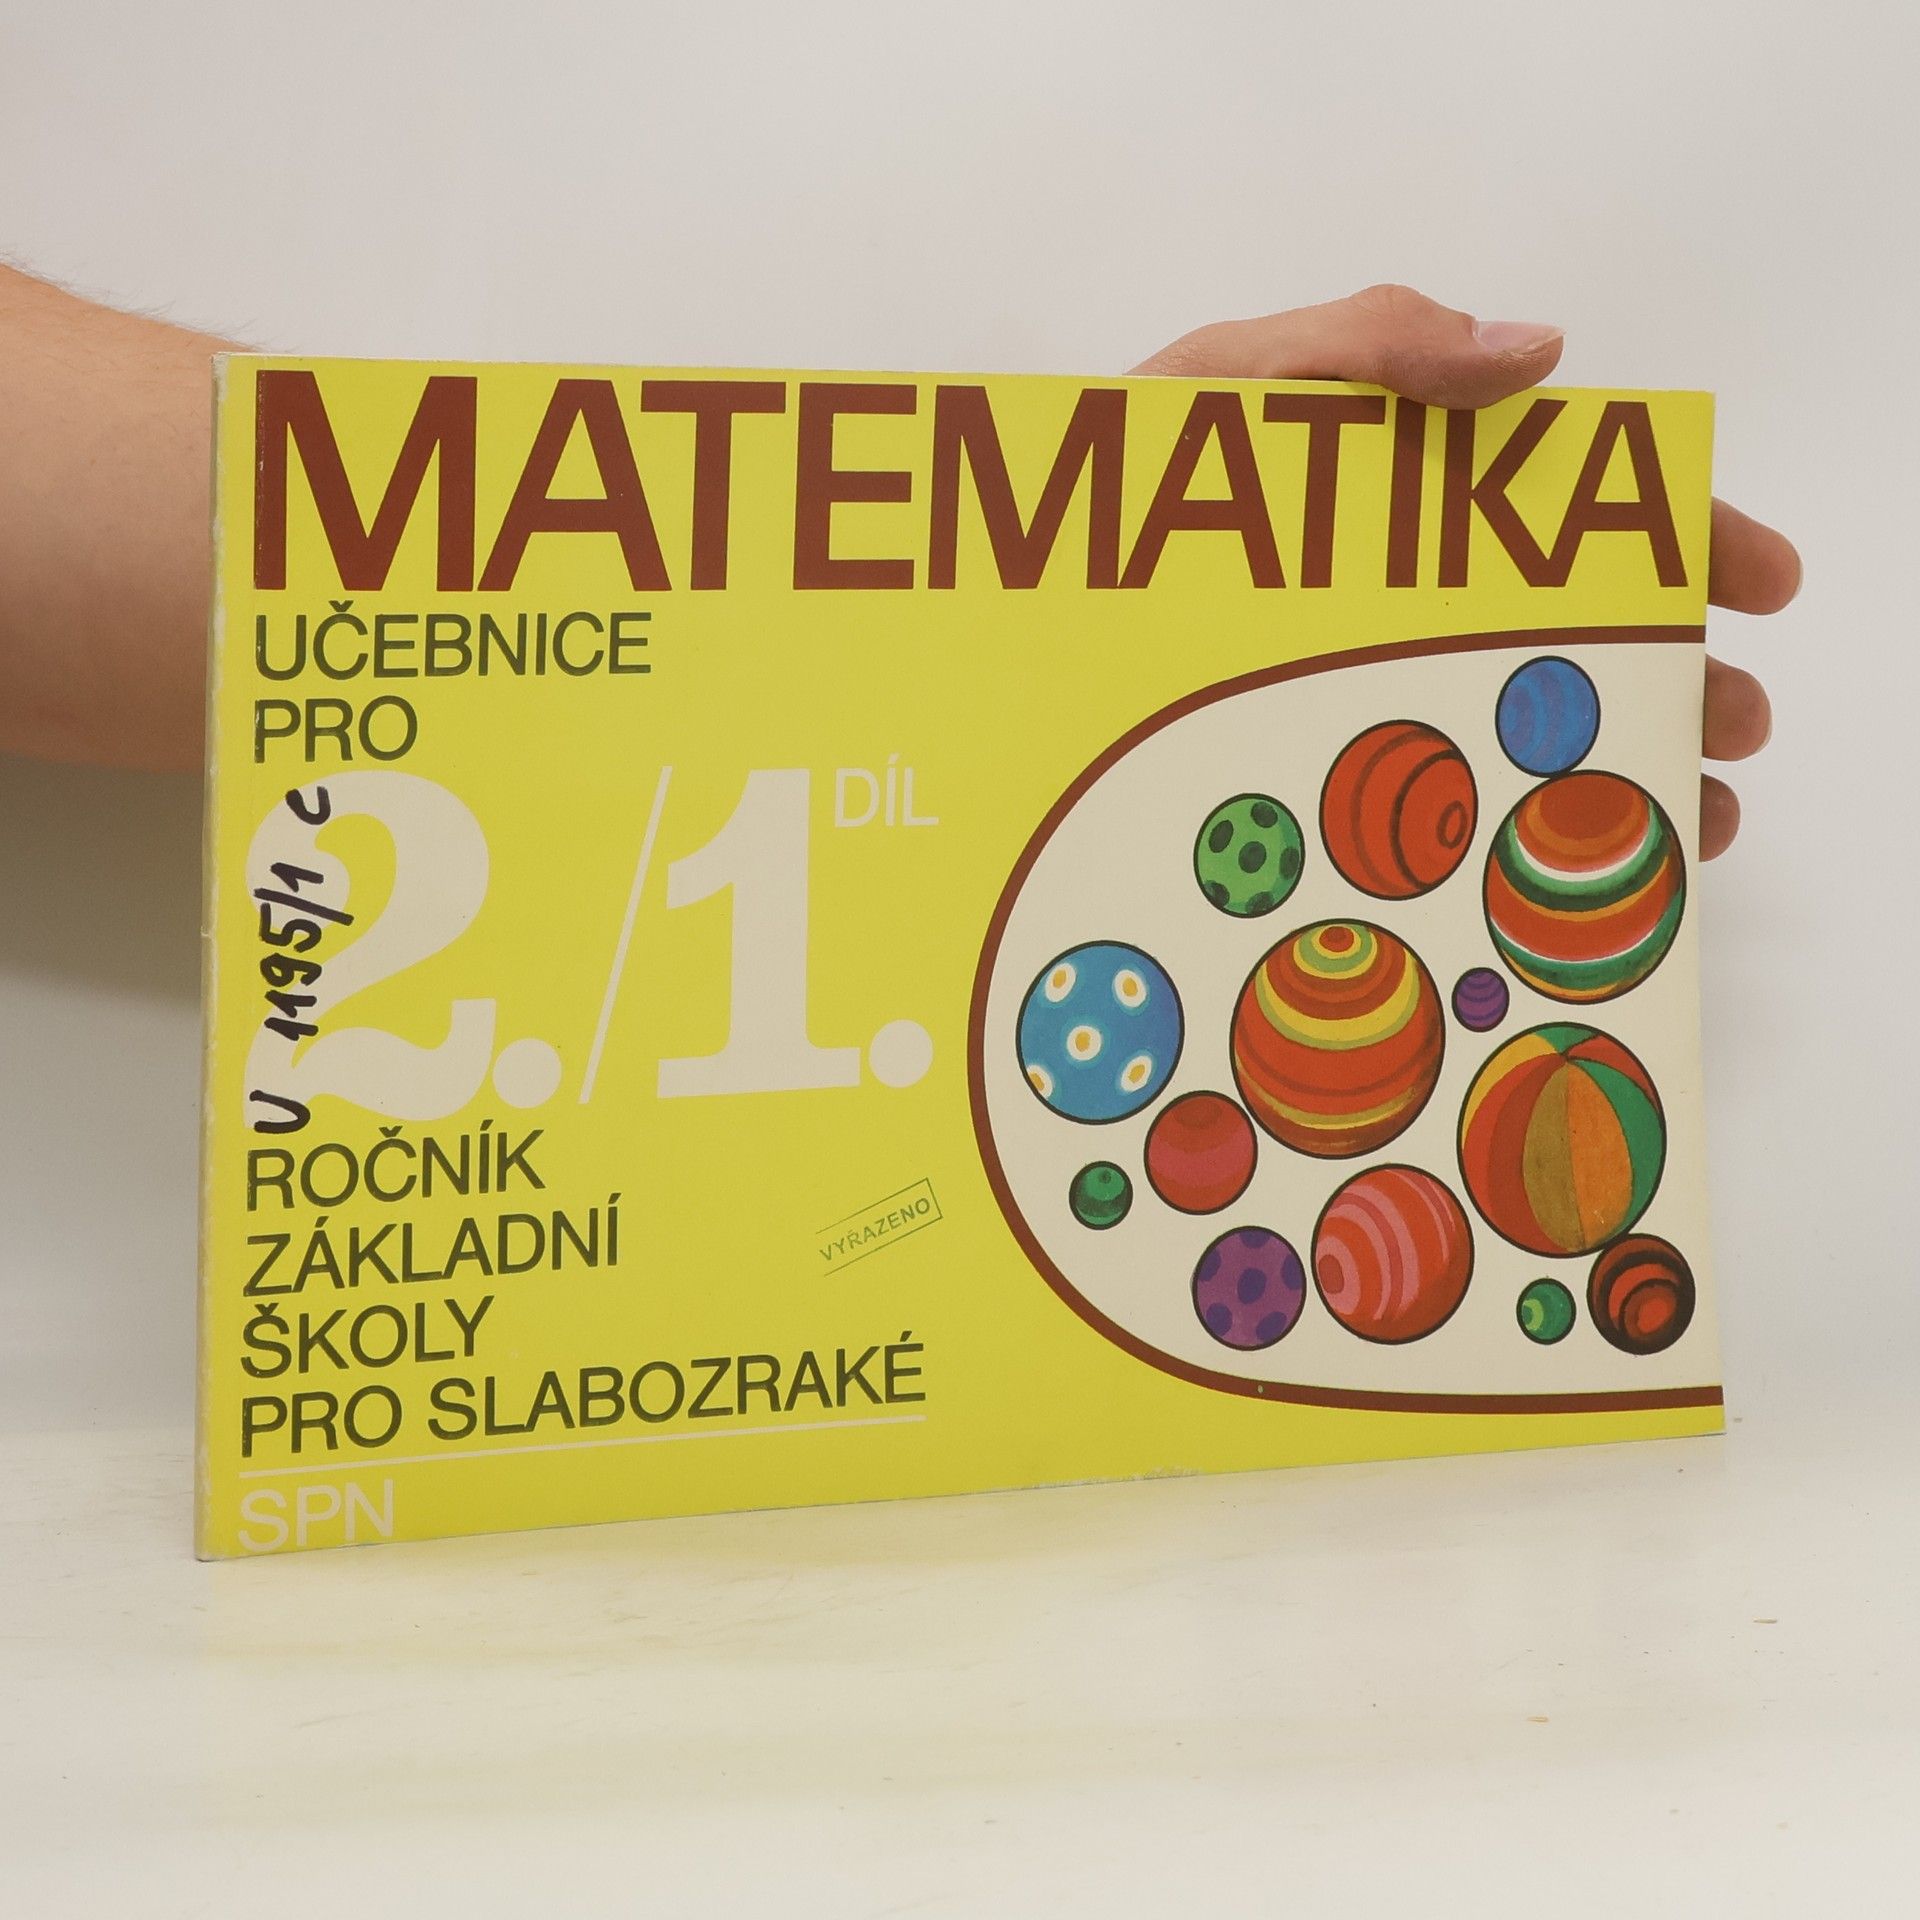 MATEMATIKA
UČEBNICE
PRO
2./1. DÍL
U 1195/1 c
ROČNÍK
ZÁKLADNÍ
ŠKOLY
PRO SLABOZRAKÉ
VYŘAZENO
SPN